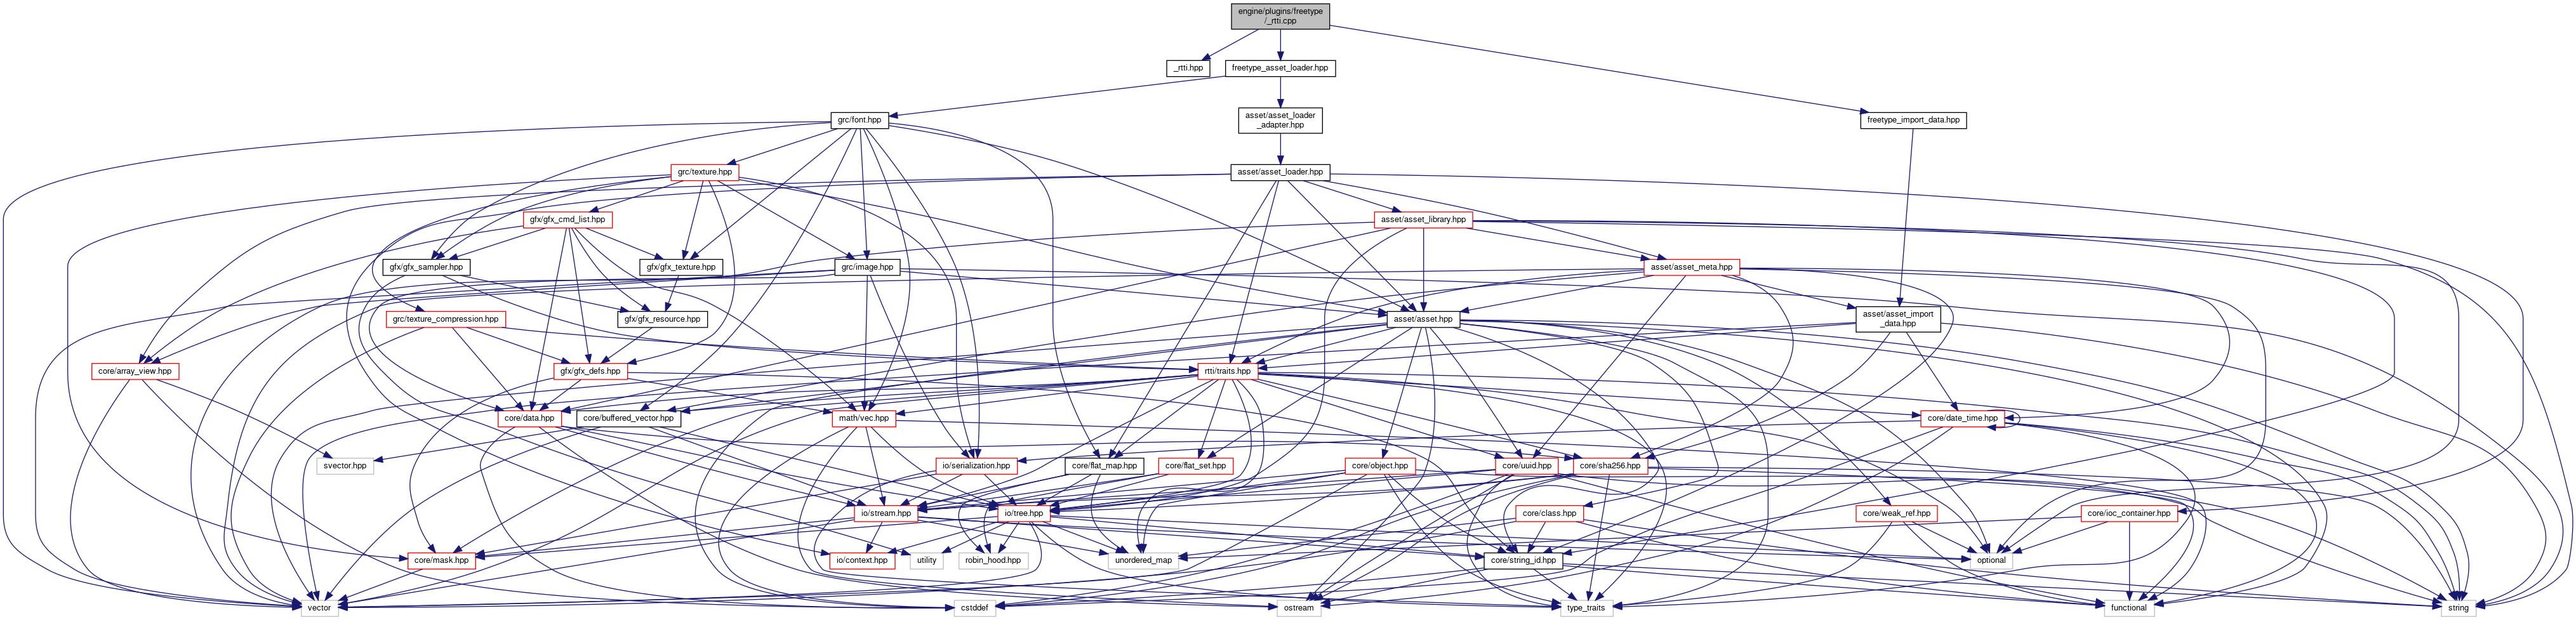 engine/plugins/freetype
/_rtti.cpp
_rtti.hpp
freetype_asset_loader.hpp
grc/font.hpp
asset/asset_loader
_adapter.hpp
freetype_import_data.hpp
grc/texture.hpp
asset/asset_loader.hpp
gfx/gfx_cmd_list.hpp
asset/asset_library.hpp
gfx/gfx_sampler.hpp
gfx/gfx_texture.hpp
grc/image.hpp
asset/asset_meta.hpp
grc/texture_compression.hpp
gfx/gfx_resource.hpp
asset/asset.hpp
asset/asset_import
_data.hpp
core/array_view.hpp
gfx/gfx_defs.hpp
rtti/traits.hpp
core/data.hpp
core/buffered_vector.hpp
math/vec.hpp
core/date_time.hpp
svector.hpp
io/serialization.hpp
core/flat_map.hpp
core/flat_set.hpp
core/object.hpp
core/uuid.hpp
core/sha256.hpp
io/stream.hpp
io/tree.hpp
core/class.hpp
core/weak_ref.hpp
core/ioc_container.hpp
core/mask.hpp
io/context.hpp
utility
robin_hood.hpp
unordered_map
core/string_id.hpp
optional
vector
cstddef
ostream
type_traits
functional
string